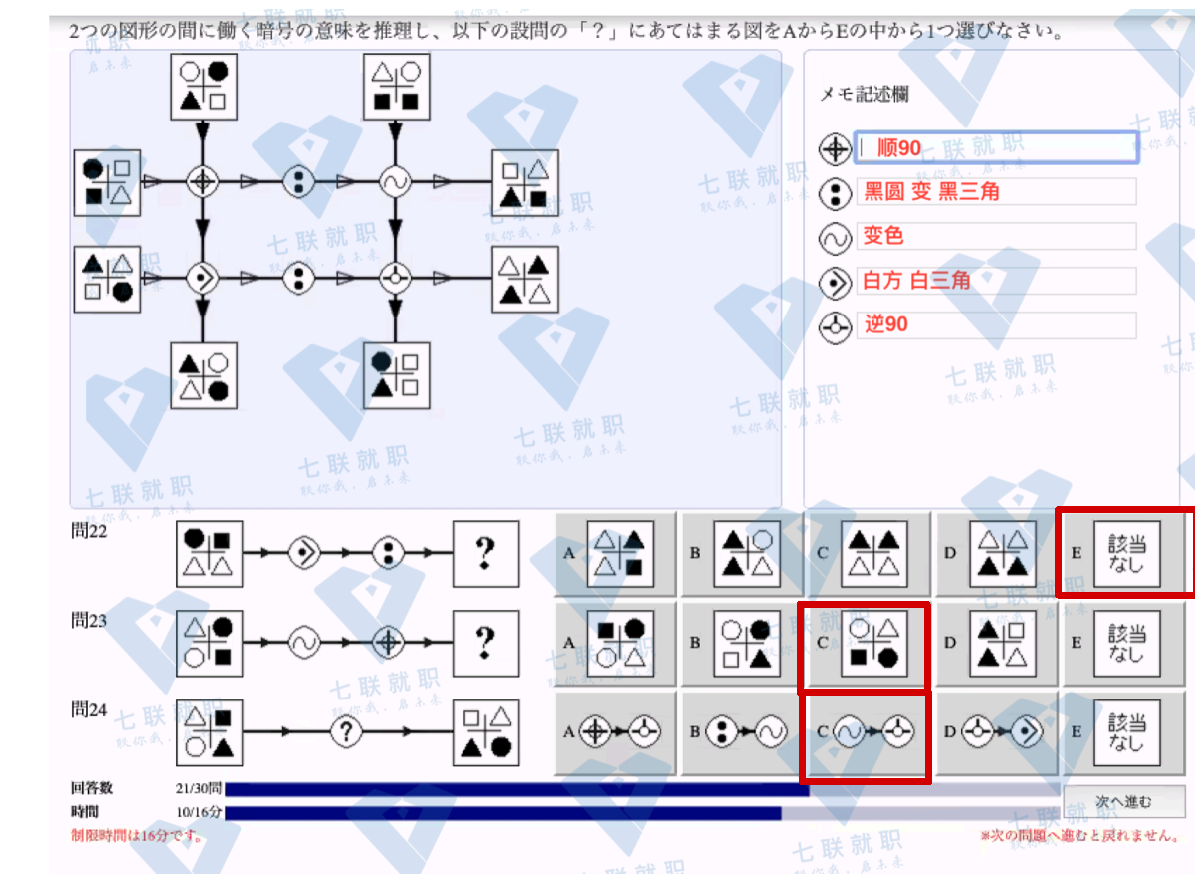 2つの図形の間に働く暗号の意味を推理し、以下の設問の「？」にあてはまる図をAからEの中から1つ選びなさい。
メモ記述欄
顺90
黑圆 变 黑三角
变色
白方 白三角
逆90
問22
?
A
B
C
D
E 該当なし
問23
?
A
B
C
D
E 該当なし
問24
?
A
B
C
D
E 該当なし
回答数 21/30問
時間 10/16分
次へ進む
制限時間は16分です。
※次の問題へ進むと戻れません。
七联就职
联你我，启未来